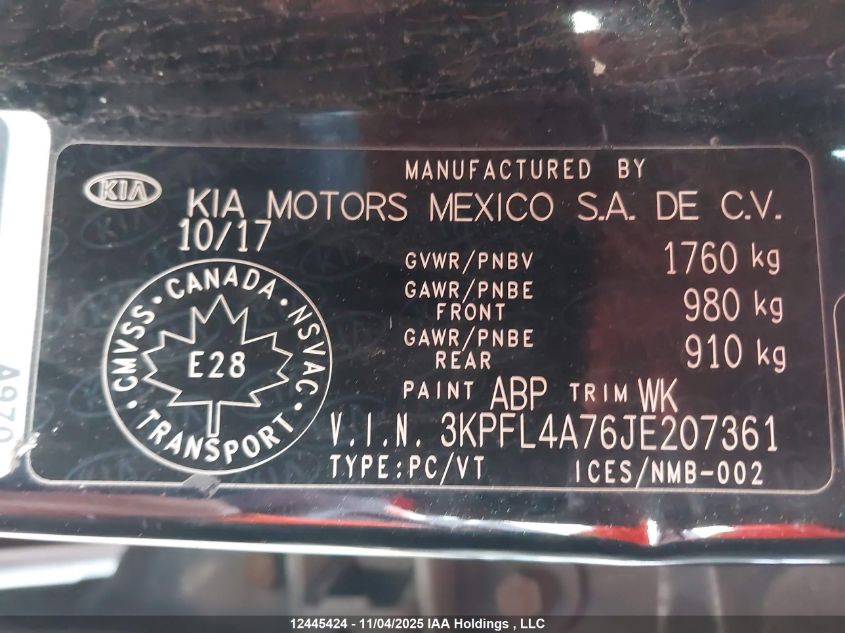 MANUFACTURED BY
KIA
KIA MOTORS MEXICO S.A. DE C.V.
10/17
GVWR/PNBV 1760 kg
GAWR/PNBE FRONT 980 kg
GAWR/PNBE REAR 910 kg
CMVSS • CANADA • NSVAC • TRANSPORT •
E28
PAINT ABP TRIM WK
V.I.N. 3KPFL4A76JE207361
TYPE:PC/VT ICES/NMB-002
A970
12445424 - 11/04/2025 IAA Holdings , LLC